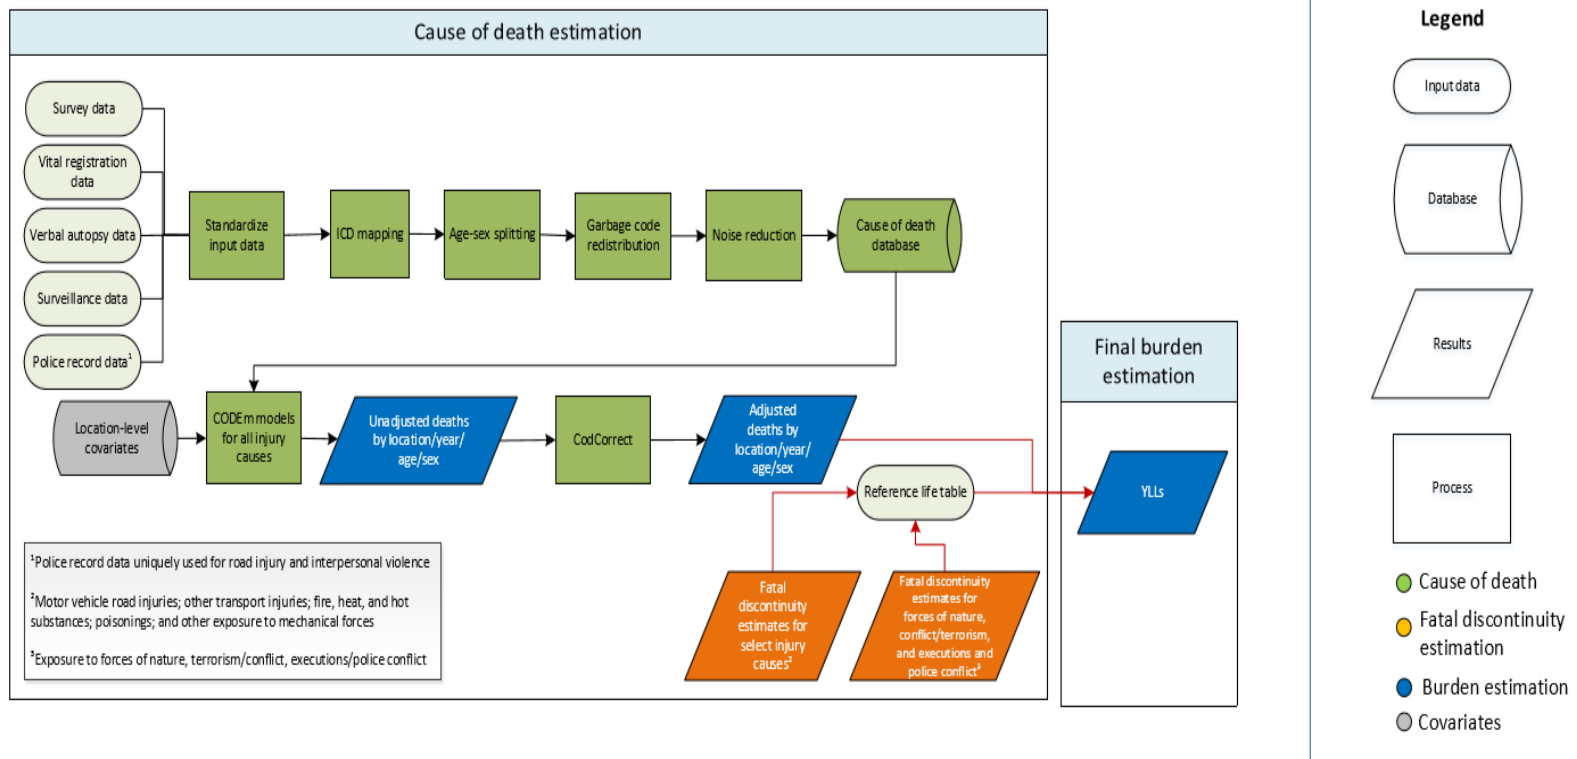 Cause of death estimation
Survey data
Vital registration
data
Verbal autopsy data
Surveillance data
Police record data¹
Standardize
input data
ICD mapping
Age-sex splitting
Garbage code
redistribution
Noise reduction
Cause of death
database
Location-level
covariates
CODEm models
for all injury
causes
Unadjusted deaths
by location/year/
age/sex
CodCorrect
Adjusted
deaths by
location/year/
age/sex
Reference life table
Fatal
discontinuity
estimates for
select injury
causes²
Fatal discontinuity
estimates for
forces of nature,
conflict/terrorism,
and executions and
police conflict³
¹Police record data uniquely used for road injury and interpersonal violence
²Motor vehicle road injuries; other transport injuries; fire, heat, and hot
substances; poisonings; and other exposure to mechanical forces
³Exposure to forces of nature, terrorism/conflict, executions/police conflict
Final burden
estimation
YLLs
Legend
Input data
Database
Results
Process
Cause of death
Fatal discontinuity
estimation
Burden estimation
Covariates